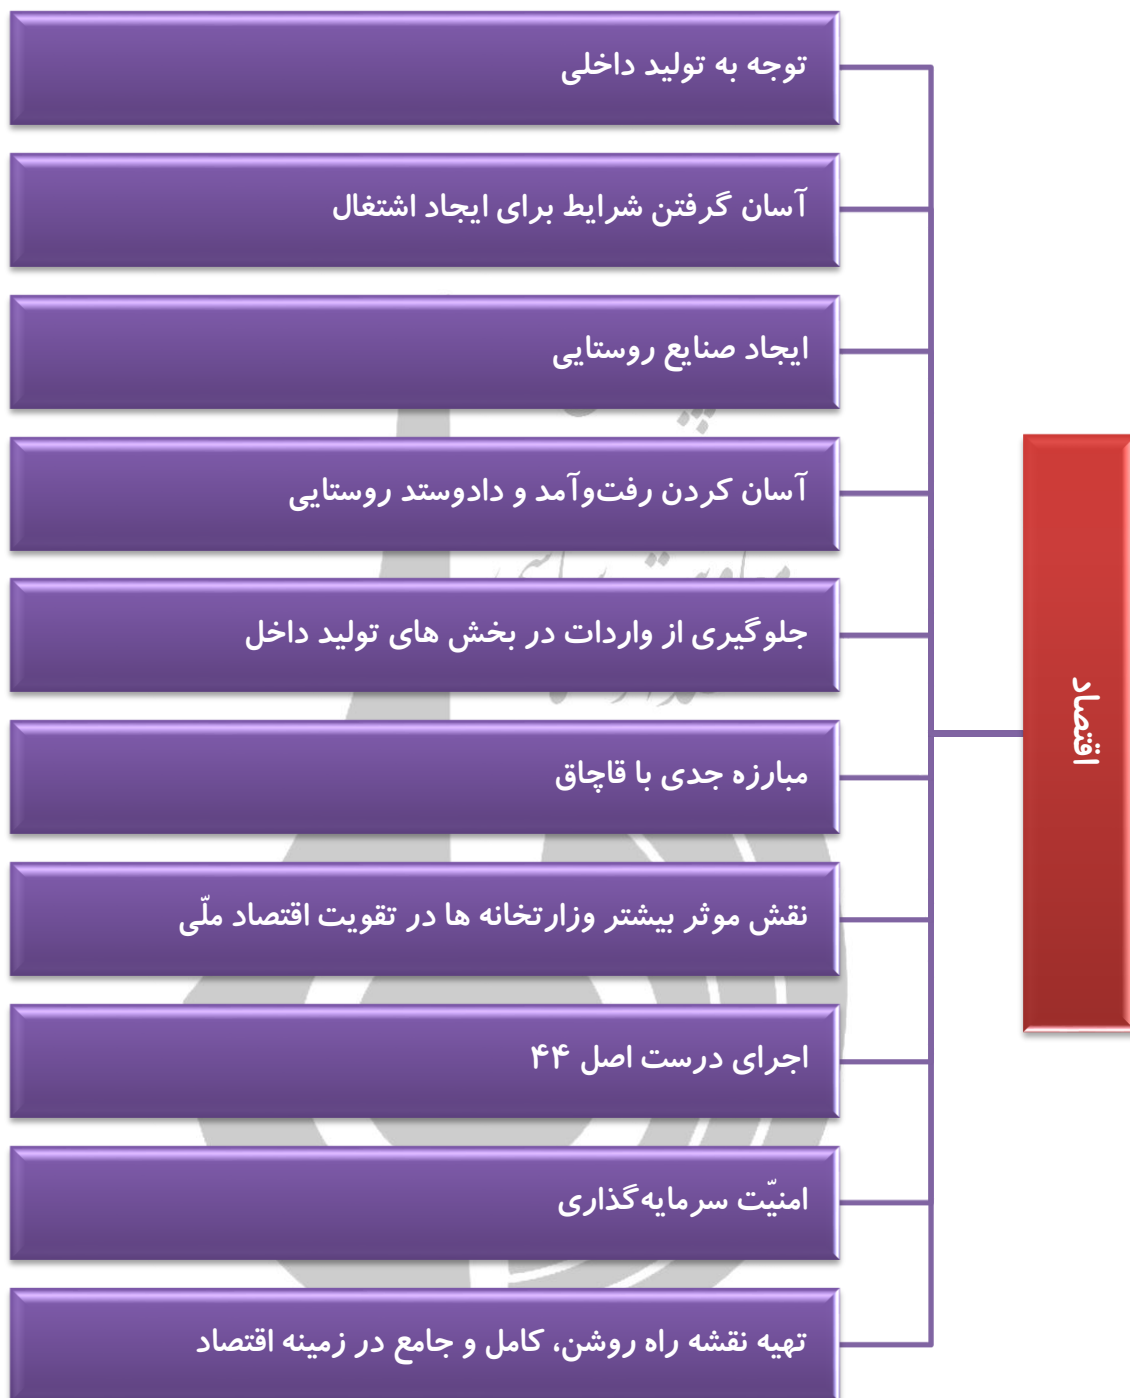 اقتصاد
توجه به تولید داخلی
آسان گرفتن شرایط برای ایجاد اشتغال
ایجاد صنایع روستایی
آسان کردن رفت‌وآمد و دادوستد روستایی
جلوگیری از واردات در بخش های تولید داخل
مبارزه جدی با قاچاق
نقش موثر بیشتر وزارتخانه ها در تقویت اقتصاد ملّی
اجرای درست اصل ۴۴
امنیّت سرمایه‌گذاری
تهیه نقشه راه روشن، کامل و جامع در زمینه اقتصاد